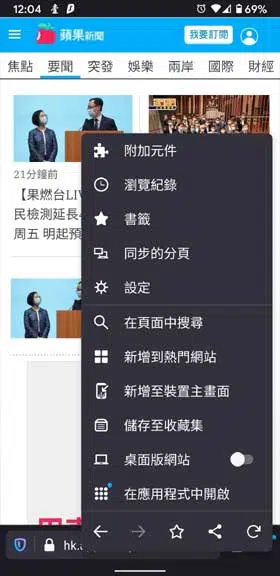 12:04
69%
蘋果新聞
我要訂閱
焦點 要聞 突發 娛樂 兩岸 國際 財經
21分鐘前
【果燃台LIV
民檢測延長4
周五 明起預
附加元件
瀏覽紀錄
書籤
同步的分頁
設定
在頁面中搜尋
新增到熱門網站
新增至裝置主畫面
儲存至收藏集
桌面版網站
在應用程式中開啟
hk.